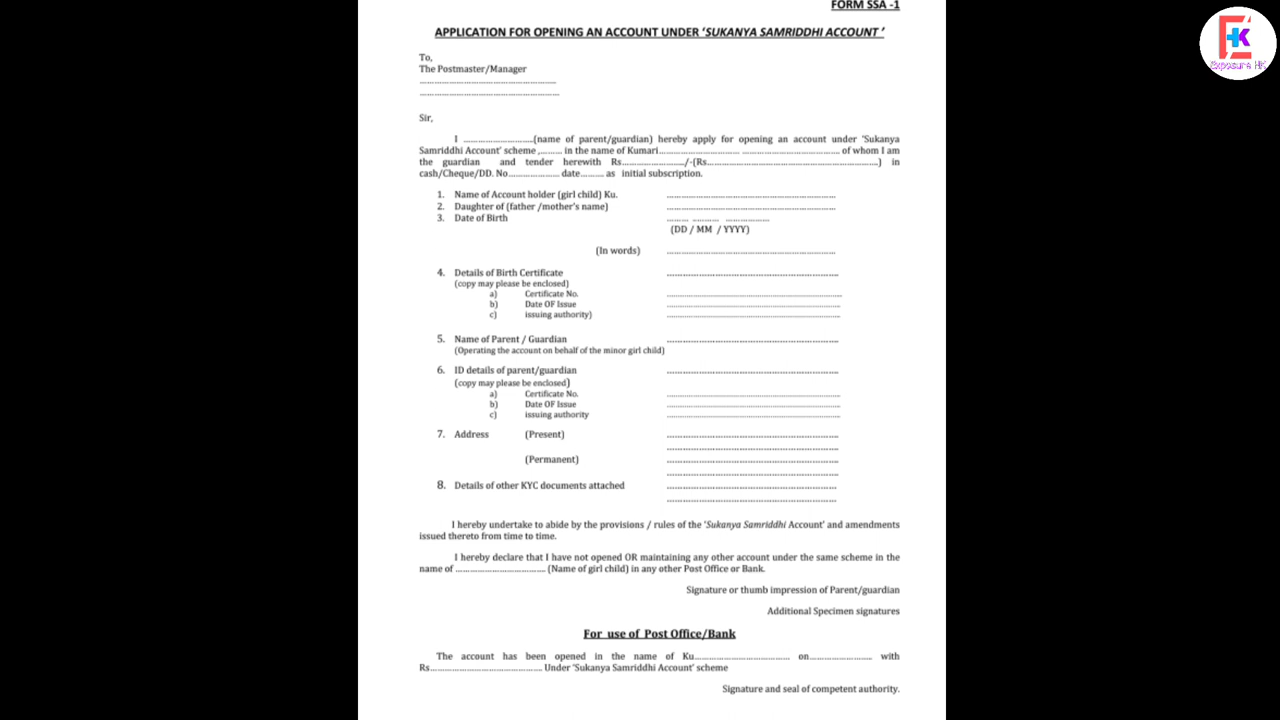 FORM SSA -1
APPLICATION FOR OPENING AN ACCOUNT UNDER ‘SUKANYA SAMRIDDHI ACCOUNT ’
EK
Exposure HK
To,
The Postmaster/Manager
……………………………………………….
…………………………………………………
Sir,
I ……………………….(name of parent/guardian) hereby apply for opening an account under ‘Sukanya
Samriddhi Account’ scheme ,……… in the name of Kumari…………………………… …………………………………. of whom I am
the guardian and tender herewith Rs……………………./-(Rs…………………………………………………………….) in
cash/Cheque/DD. No………………… date……… as initial subscription.
1. Name of Account holder (girl child) Ku. ……………………………………………………………
2. Daughter of (father /mother’s name) ……………………………………………………………
3. Date of Birth ……… ………… ………………
(DD / MM / YYYY)
(In words) ……………………………………………………………
4. Details of Birth Certificate ……………………………………………………………
(copy may please be enclosed)
a) Certificate No. ……………………………………………………………
b) Date OF Issue ……………………………………………………………
c) issuing authority) ……………………………………………………………
5. Name of Parent / Guardian ……………………………………………………………
(Operating the account on behalf of the minor girl child)
6. ID details of parent/guardian ……………………………………………………………
(copy may please be enclosed)
a) Certificate No. ……………………………………………………………
b) Date OF Issue ……………………………………………………………
c) issuing authority ……………………………………………………………
7. Address (Present) ……………………………………………………………
……………………………………………………………
(Permanent) ……………………………………………………………
……………………………………………………………
8. Details of other KYC documents attached ……………………………………………………………
……………………………………………………………
I hereby undertake to abide by the provisions / rules of the ‘Sukanya Samriddhi Account’ and amendments
issued thereto from time to time.
I hereby declare that I have not opened OR maintaining any other account under the same scheme in the
name of ……………………………… (Name of girl child) in any other Post Office or Bank.
Signature or thumb impression of Parent/guardian
Additional Specimen signatures
For use of Post Office/Bank
The account has been opened in the name of Ku………………………………… on…………………….. with
Rs………………………………………. Under ‘Sukanya Samriddhi Account’ scheme
Signature and seal of competent authority.